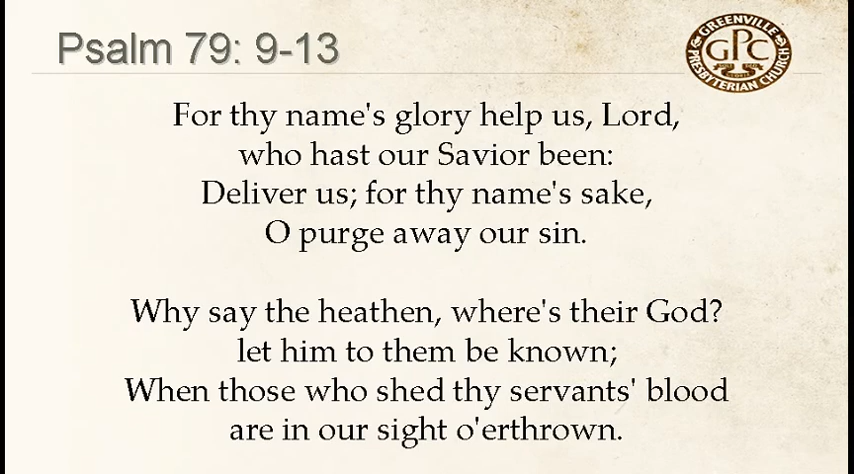 Psalm 79: 9-13
GREENVILLE
GPC
PRESBYTERIAN CHURCH
For thy name's glory help us, Lord,
who hast our Savior been:
Deliver us; for thy name's sake,
O purge away our sin.
Why say the heathen, where's their God?
let him to them be known;
When those who shed thy servants' blood
are in our sight o'erthrown.